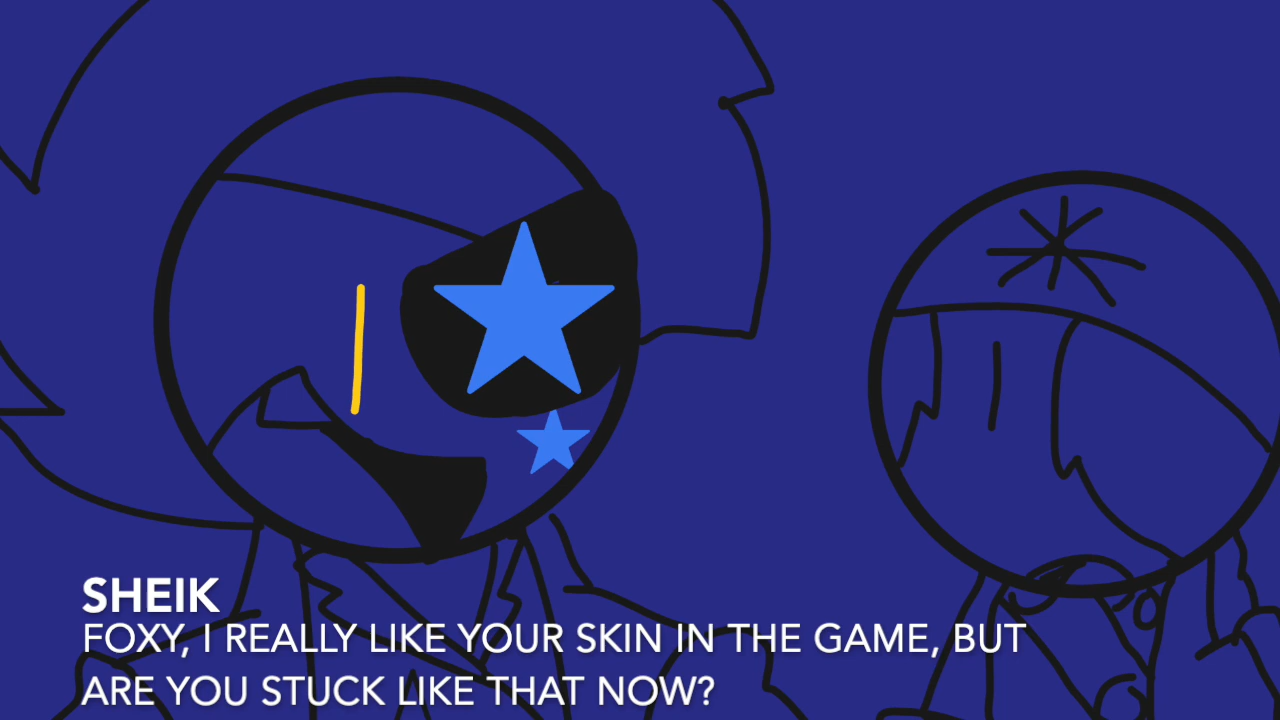 SHEIK
FOXY, I REALLY LIKE YOUR SKIN IN THE GAME, BUT
ARE YOU STUCK LIKE THAT NOW?